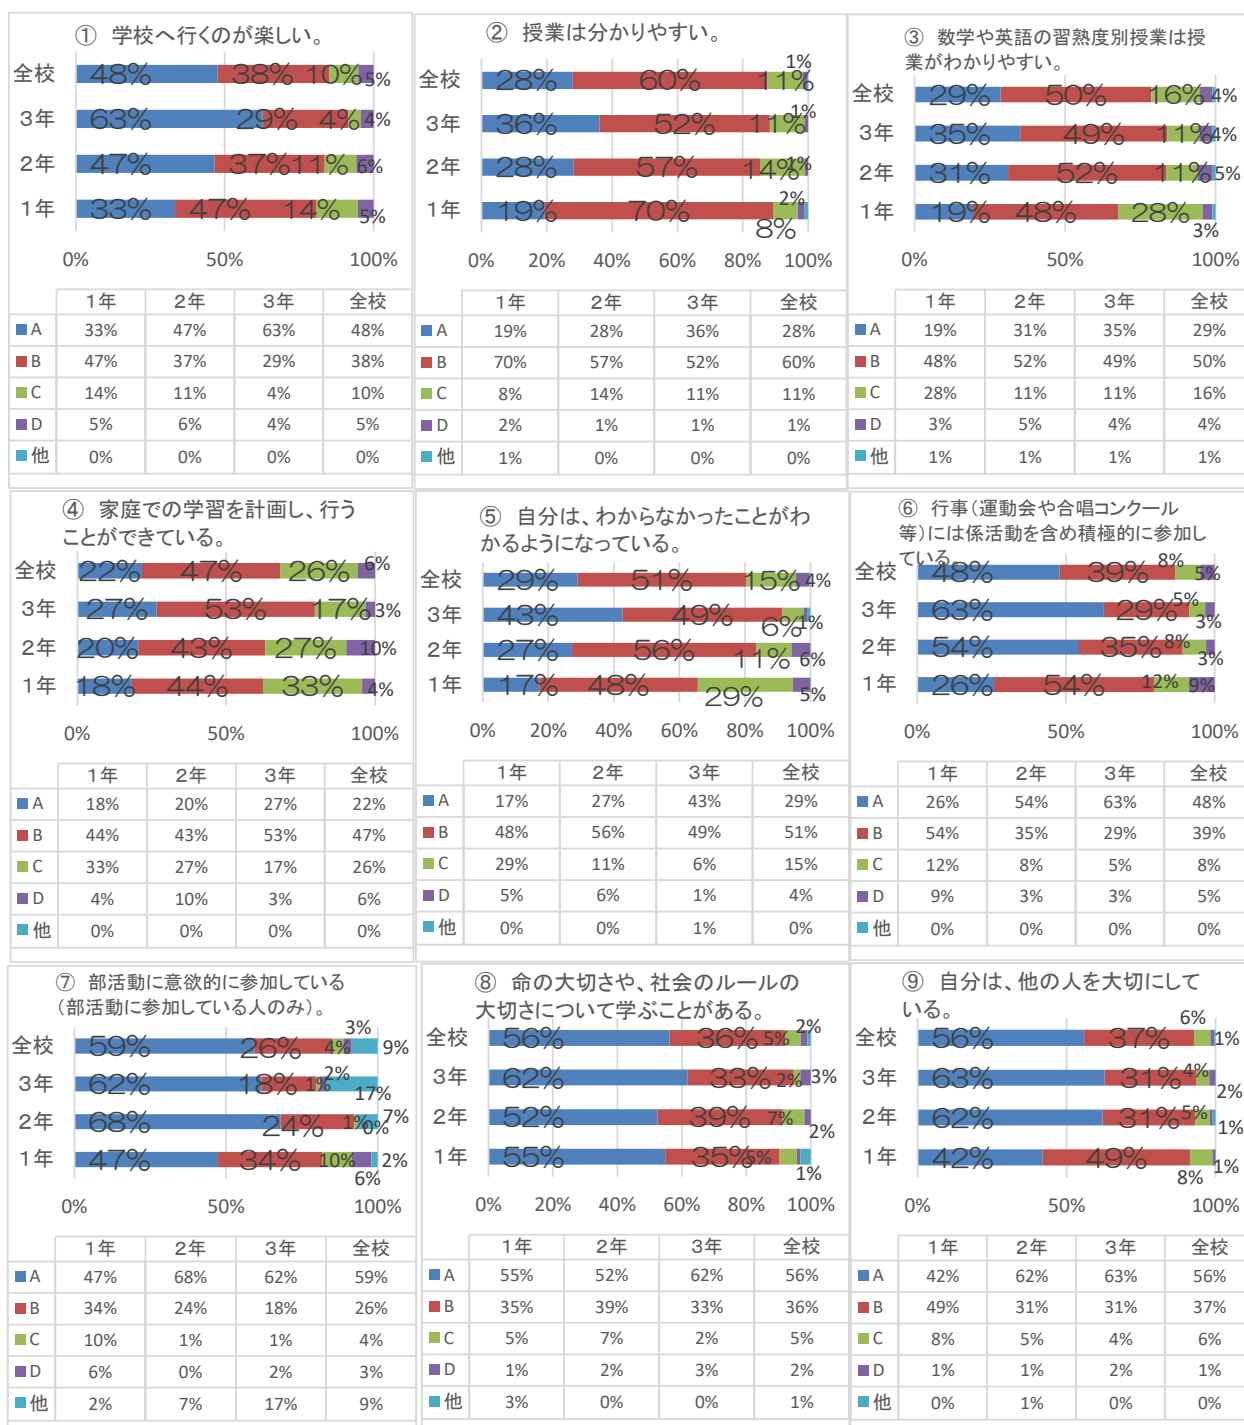 ① 学校へ行くのが楽しい。
全校 48% 38% 10% 5%
3年 63% 29% 4% 4%
2年 47% 37% 11% 6%
1年 33% 47% 14% 5%
0% 50% 100%
1年 2年 3年 全校
A 33% 47% 63% 48%
B 47% 37% 29% 38%
C 14% 11% 4% 10%
D 5% 6% 4% 5%
他 0% 0% 0% 0%
② 授業は分かりやすい。
全校 28% 60% 11% 1%
3年 36% 52% 11% 1%
2年 28% 57% 14% 1%
1年 19% 70% 8% 2%
0% 20% 40% 60% 80% 100%
1年 2年 3年 全校
A 19% 28% 36% 28%
B 70% 57% 52% 60%
C 8% 14% 11% 11%
D 2% 1% 1% 1%
他 1% 0% 0% 0%
③ 数学や英語の習熟度別授業は授
業がわかりやすい。
全校 29% 50% 16% 4%
3年 35% 49% 11% 4%
2年 31% 52% 11% 5%
1年 19% 48% 28% 3%
0% 50% 100%
1年 2年 3年 全校
A 19% 31% 35% 29%
B 48% 52% 49% 50%
C 28% 11% 11% 16%
D 3% 5% 4% 4%
他 1% 1% 1% 1%
④ 家庭での学習を計画し、行う
ことができている。
全校 22% 47% 26% 6%
3年 27% 53% 17% 3%
2年 20% 43% 27% 10%
1年 18% 44% 33% 4%
0% 50% 100%
1年 2年 3年 全校
A 18% 20% 27% 22%
B 44% 43% 53% 47%
C 33% 27% 17% 26%
D 4% 10% 3% 6%
他 0% 0% 0% 0%
⑤ 自分は、わからなかったことがわ
かるようになっている。
全校 29% 51% 15% 4%
3年 43% 49% 6% 1%
2年 27% 56% 11% 6%
1年 17% 48% 29% 5%
0% 20% 40% 60% 80% 100%
1年 2年 3年 全校
A 17% 27% 43% 29%
B 48% 56% 49% 51%
C 29% 11% 6% 15%
D 5% 6% 1% 4%
他 0% 0% 1% 0%
⑥ 行事(運動会や合唱コンクール
等)には係活動を含め積極的に参加し
ている。
全校 48% 39% 8% 5%
3年 63% 29% 5% 3%
2年 54% 35% 8% 3%
1年 26% 54% 12% 9%
0% 50% 100%
1年 2年 3年 全校
A 26% 54% 63% 48%
B 54% 35% 29% 39%
C 12% 8% 5% 8%
D 9% 3% 3% 5%
他 0% 0% 0% 0%
⑦ 部活動に意欲的に参加している
(部活動に参加している人のみ)。
全校 59% 26% 4% 3% 9%
3年 62% 18% 1% 2% 17%
2年 68% 24% 1% 0% 7%
1年 47% 34% 10% 6% 2%
0% 50% 100%
1年 2年 3年 全校
A 47% 68% 62% 59%
B 34% 24% 18% 26%
C 10% 1% 1% 4%
D 6% 0% 2% 3%
他 2% 7% 17% 9%
⑧ 命の大切さや、社会のルールの
大切さについて学ぶことがある。
全校 56% 36% 5% 2%
3年 62% 33% 2% 3%
2年 52% 39% 7% 2%
1年 55% 35% 5% 1%
0% 20% 40% 60% 80% 100%
1年 2年 3年 全校
A 55% 52% 62% 56%
B 35% 39% 33% 36%
C 5% 7% 2% 5%
D 1% 2% 3% 2%
他 3% 0% 0% 1%
⑨ 自分は、他の人を大切にして
いる。
全校 56% 37% 6% 1%
3年 63% 31% 4% 2%
2年 62% 31% 5% 1%
1年 42% 49% 8% 1%
0% 50% 100%
1年 2年 3年 全校
A 42% 62% 63% 56%
B 49% 31% 31% 37%
C 8% 5% 4% 6%
D 1% 1% 2% 1%
他 0% 1% 0% 0%